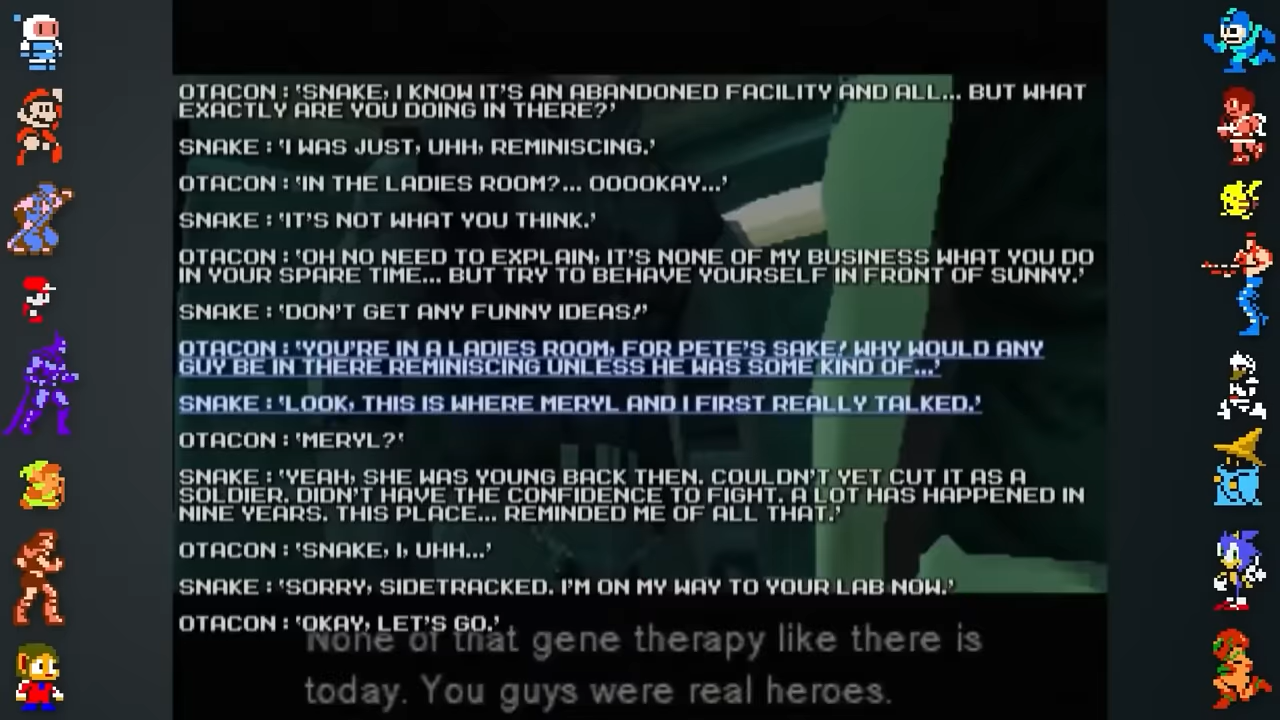 OTACON : 'SNAKE, I KNOW IT'S AN ABANDONED FACILITY AND ALL... BUT WHAT
EXACTLY ARE YOU DOING IN THERE?'
SNAKE : 'I WAS JUST, UHH, REMINISCING.'
OTACON : 'IN THE LADIES ROOM?... OOOOKAY...'
SNAKE : 'IT'S NOT WHAT YOU THINK.'
OTACON : 'OH NO NEED TO EXPLAIN, IT'S NONE OF MY BUSINESS WHAT YOU DO
IN YOUR SPARE TIME... BUT TRY TO BEHAVE YOURSELF IN FRONT OF SUNNY.'
SNAKE : 'DON'T GET ANY FUNNY IDEAS!'
OTACON : 'YOU'RE IN A LADIES ROOM, FOR PETE'S SAKE! WHY WOULD ANY
GUY BE IN THERE REMINISCING UNLESS HE WAS SOME KIND OF...'
SNAKE : 'LOOK, THIS IS WHERE MERYL AND I FIRST REALLY TALKED.'
OTACON : 'MERYL?'
SNAKE : 'YEAH, SHE WAS YOUNG BACK THEN. COULDN'T YET CUT IT AS A
SOLDIER. DIDN'T HAVE THE CONFIDENCE TO FIGHT. A LOT HAS HAPPENED IN
NINE YEARS. THIS PLACE... REMINDED ME OF ALL THAT.'
OTACON : 'SNAKE, I, UHH...'
SNAKE : 'SORRY, SIDETRACKED. I'M ON MY WAY TO YOUR LAB NOW.'
OTACON : 'OKAY, LET'S GO.'
None of that gene therapy like there is
today. You guys were real heroes.